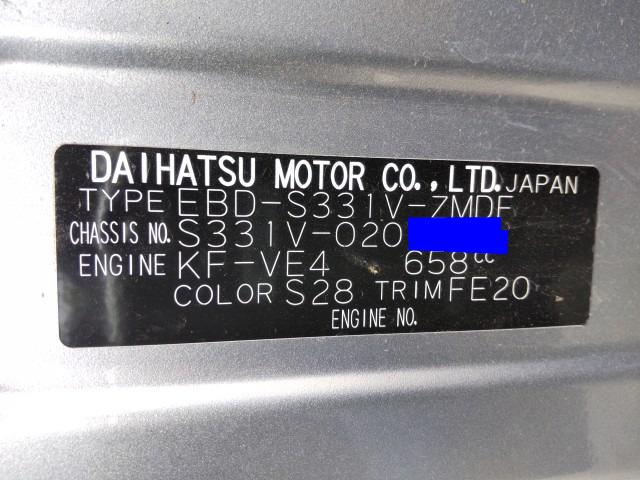 DAIHATSU MOTOR CO.,LTD. JAPAN
TYPE EBD-S331V-ZMDF
CHASSIS NO. S331V-020
ENGINE KF-VE4 658cc
COLOR S28 TRIM FE20
ENGINE NO.